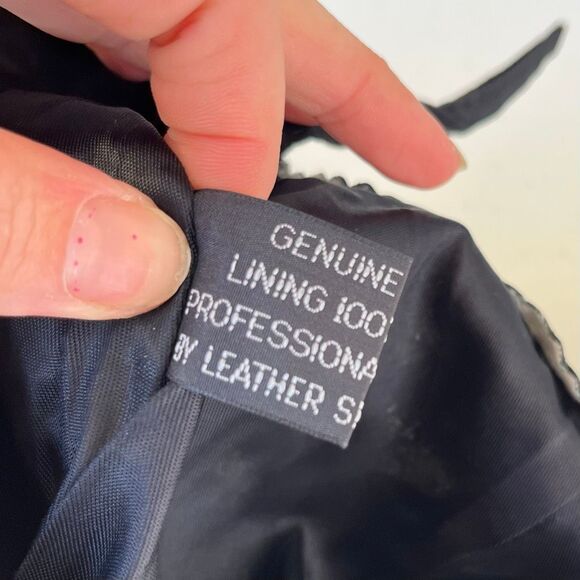 GENUINE
LINING 100
PROFESSIONA
BY LEATHER S